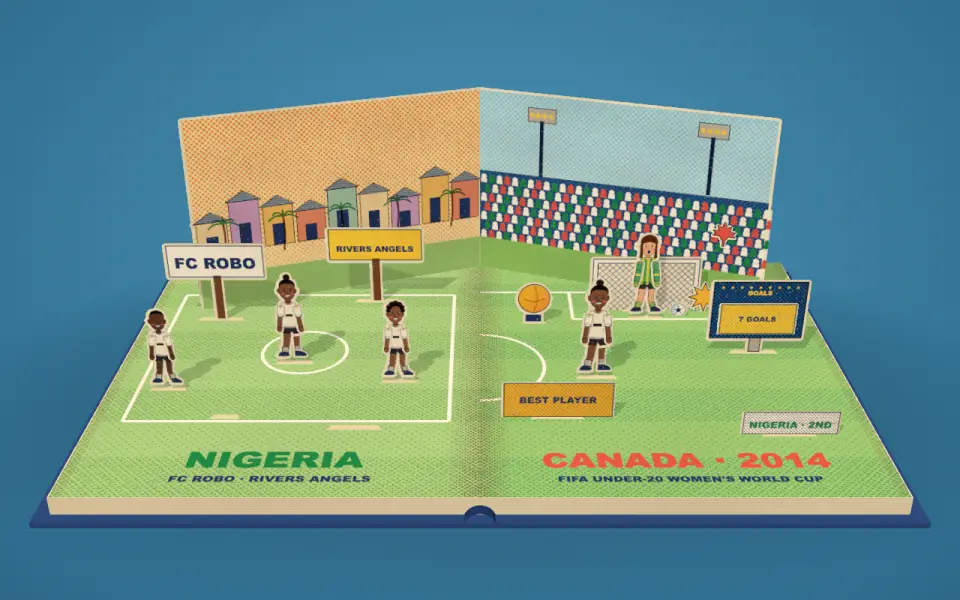 FC ROBO
RIVERS ANGELS
GOALS
7 GOALS
BEST PLAYER
NIGERIA · 2ND
NIGERIA
FC ROBO · RIVERS ANGELS
CANADA · 2014
FIFA UNDER-20 WOMEN'S WORLD CUP